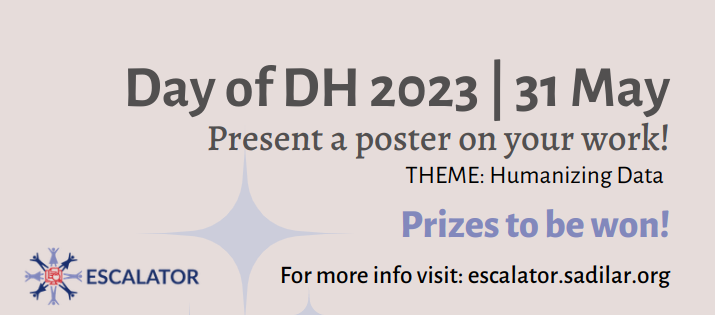 Day of DH 2023 | 31 May
Present a poster on your work!
THEME: Humanizing Data
Prizes to be won!
ESCALATOR
For more info visit: escalator.sadilar.org